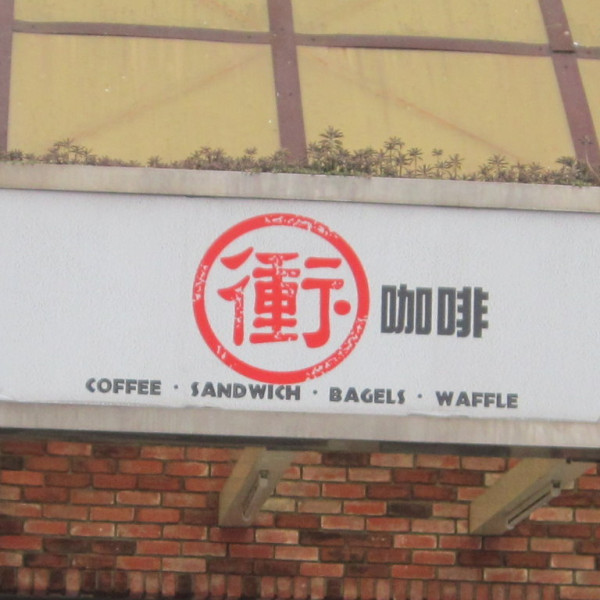 衝 咖啡
COFFEE · SANDWICH · BAGELS · WAFFLE